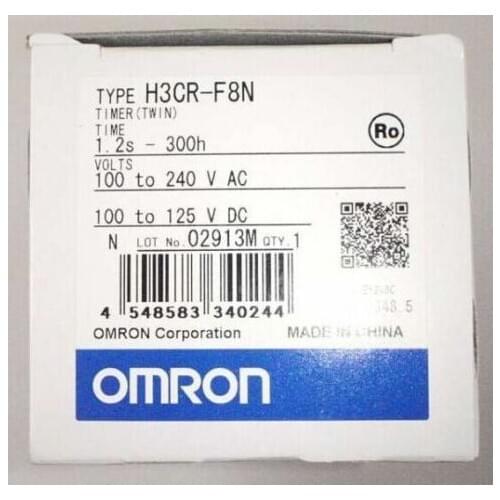 TYPE H3CR-F8N
TIMER(TWIN)
TIME
1.2s - 300h
VOLTS
100 to 240 V AC
100 to 125 V DC
Ro
N LOT No. 02913M QTY. 1
4 548583 340244
OMRON Corporation MADE IN CHINA
OMRON